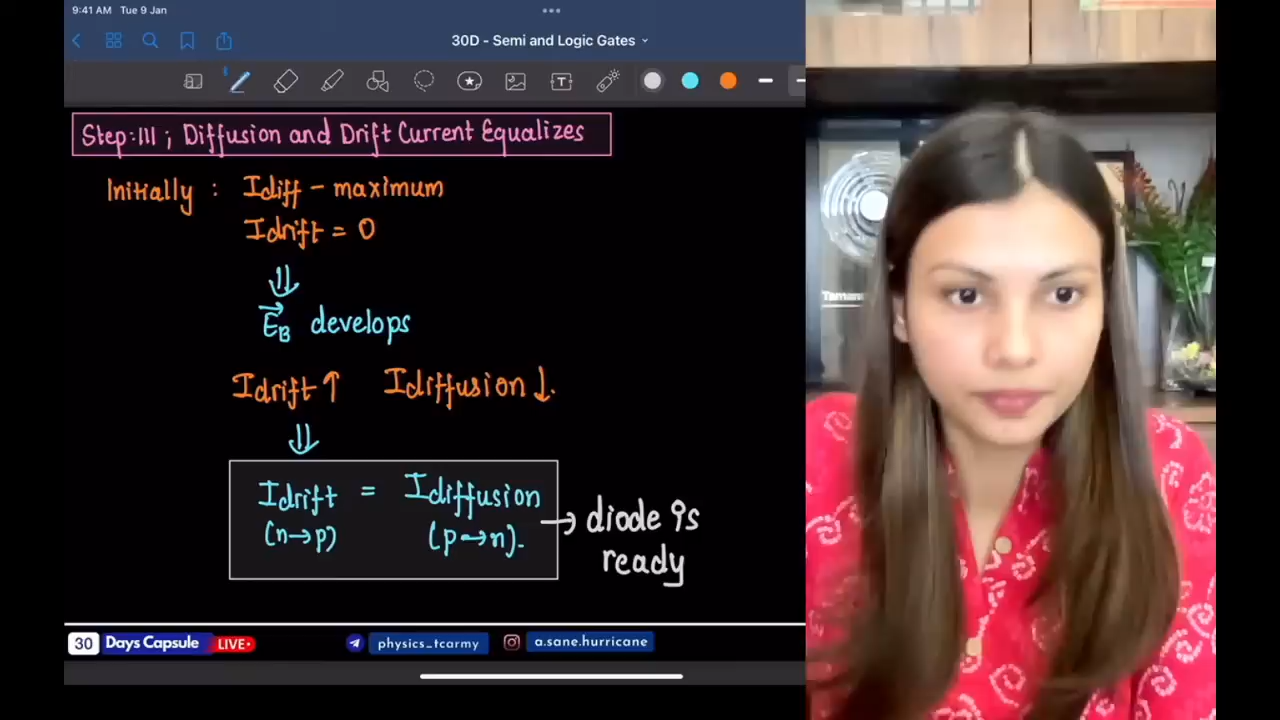 9:41 AM Tue 9 Jan
30D - Semi and Logic Gates
Step:III ; Diffusion and Drift Current Equalizes
Initially : Idiff - maximum
Idrift = 0
⇓
E⃗B develops
Idrift ↑ Idiffusion ↓.
⇓
Idrift = Idiffusion
(n→p) (p→n).
→ diode is
ready
30 Days Capsule LIVE
physics_tcarmy
a.sane.hurricane